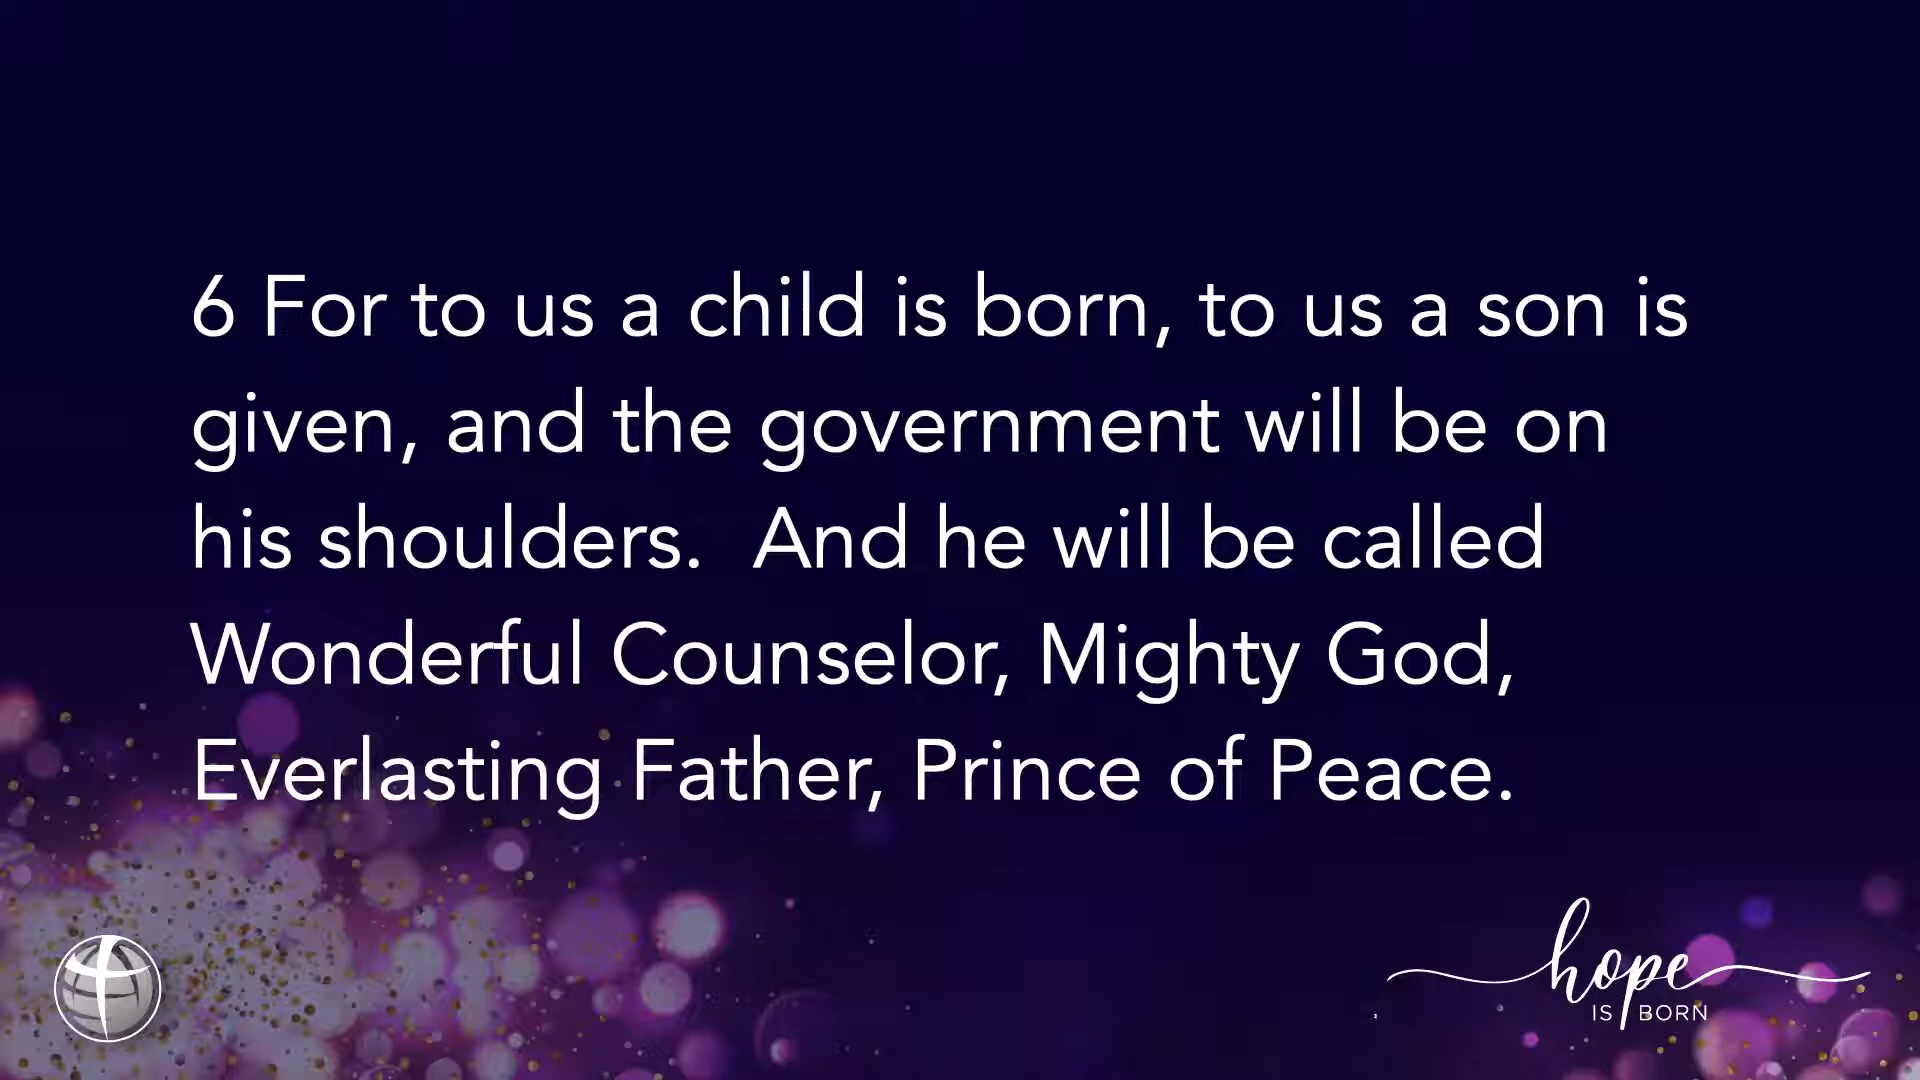 6 For to us a child is born, to us a son is
given, and the government will be on
his shoulders.  And he will be called
Wonderful Counselor, Mighty God,
Everlasting Father, Prince of Peace.
hope
IS BORN